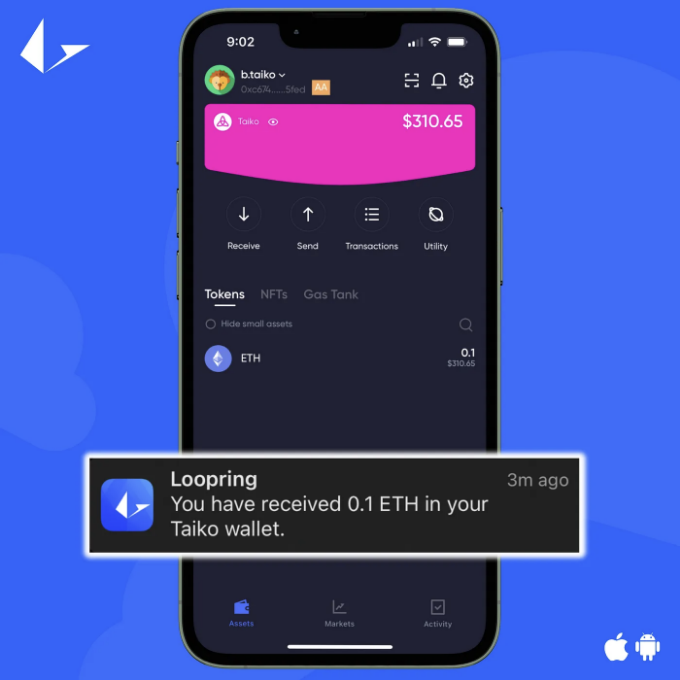 9:02
b.taiko
0xc674......5fed AA
Taiko $310.65
Receive Send Transactions Utility
Tokens NFTs Gas Tank
Hide small assets
ETH 0.1
$310.65
Loopring 3m ago
You have received 0.1 ETH in your
Taiko wallet.
Assets Markets Activity